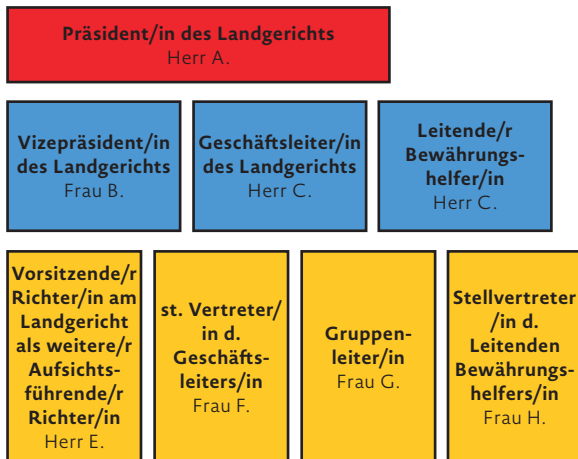 Präsident/in des Landgerichts
Herr A.
Vizepräsident/in
des Landgerichts
Frau B.
Geschäftsleiter/in
des Landgerichts
Herr C.
Leitende/r
Bewährungs-
helfer/in
Herr C.
Vorsitzende/r
Richter/in am
Landgericht
als weitere/r
Aufsichts-
führende/r
Richter/in
Herr E.
st. Vertreter/
in d.
Geschäfts-
leiters/in
Frau F.
Gruppen-
leiter/in
Frau G.
Stellvertreter
/in d.
Leitenden
Bewährungs-
helfers/in
Frau H.